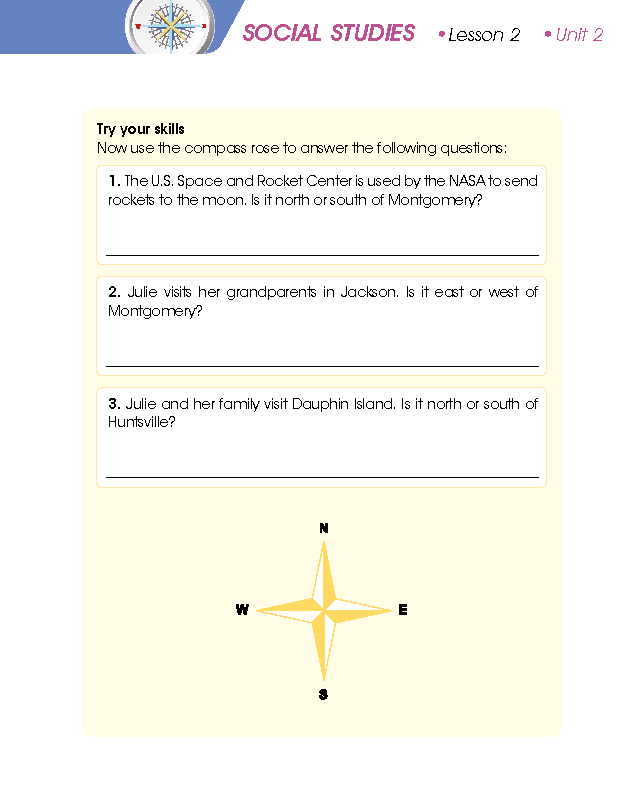 SOCIAL STUDIES • Lesson 2 • Unit 2
Try your skills
Now use the compass rose to answer the following questions:
1. The U.S. Space and Rocket Center is used by the NASA to send
rockets to the moon. Is it north or south of Montgomery?
2. Julie visits her grandparents in Jackson. Is it east or west of
Montgomery?
3. Julie and her family visit Dauphin Island. Is it north or south of
Huntsville?
N
W E
S